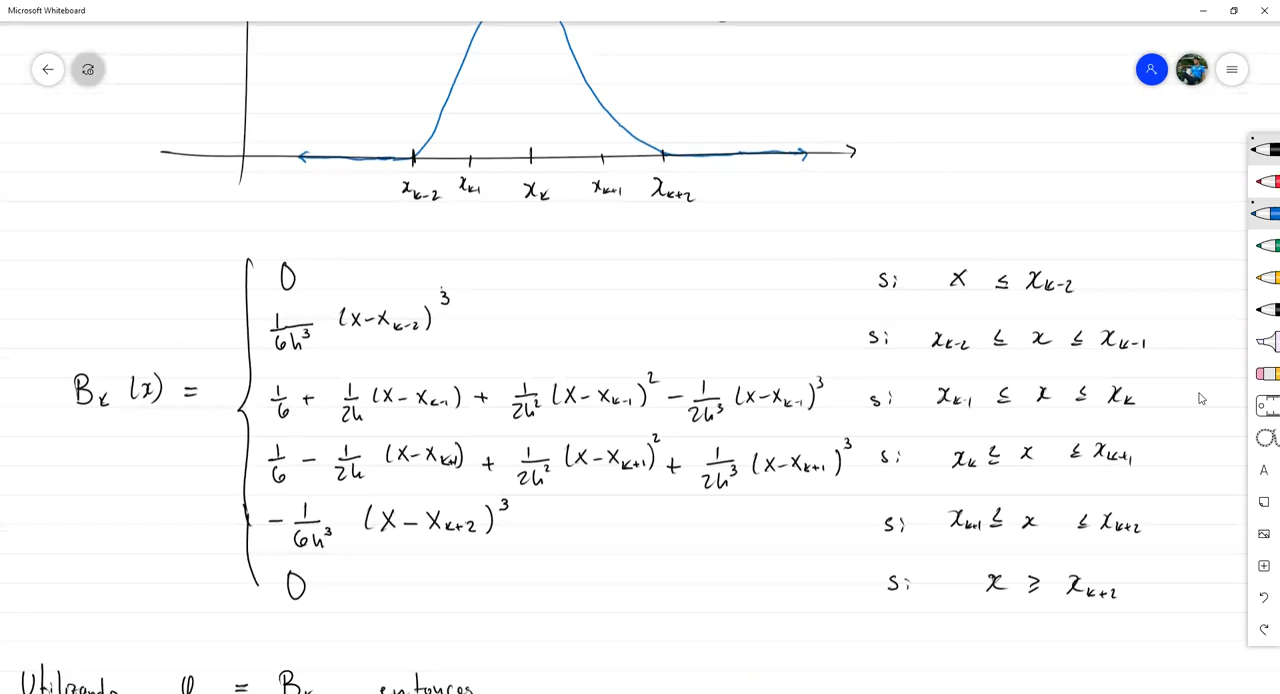 Microsoft Whiteboard
x_{k-2} x_{k-1} x_k x_{k+1} x_{k+2}
0 si x ≤ x_{k-2}
1/(6h³) (x-x_{k-2})³ si x_{k-2} ≤ x ≤ x_{k-1}
B_k (x) = 1/6 + 1/(2h) (x-x_{k-1}) + 1/(2h²) (x-x_{k-1})² - 1/(2h³) (x-x_{k-1})³ si x_{k-1} ≤ x ≤ x_k
1/6 - 1/(2h) (x-x_{k+1}) + 1/(2h²) (x-x_{k+1})² + 1/(2h³) (x-x_{k+1})³ si x_k ≤ x ≤ x_{k+1}
- 1/(6h³) (x-x_{k+2})³ si x_{k+1} ≤ x ≤ x_{k+2}
0 si x ≥ x_{k+2}
Utilizando φ = B_k entonces
A